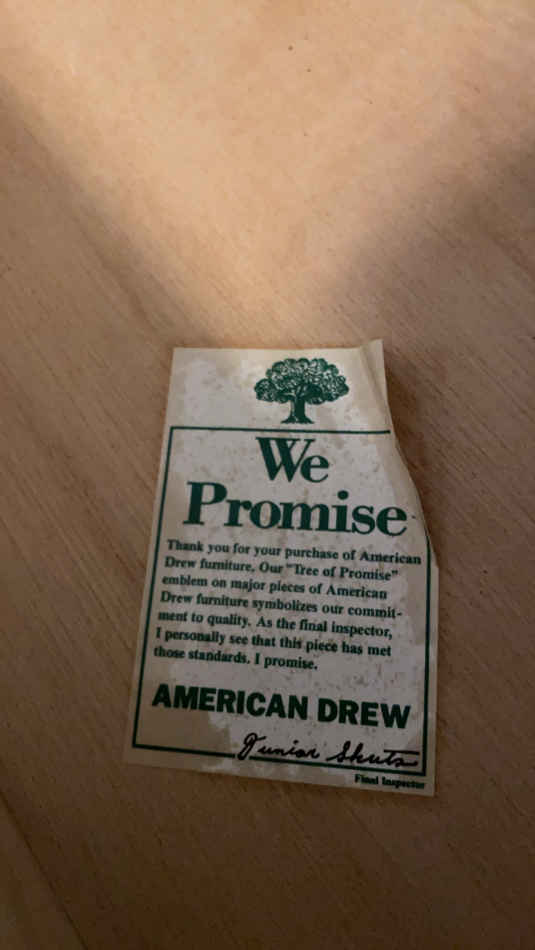 We
Promise
Thank you for your purchase of American
Drew furniture. Our "Tree of Promise"
emblem on major pieces of American
Drew furniture symbolizes our commit-
ment to quality. As the final inspector,
I personally see that this piece has met
those standards. I promise.
AMERICAN DREW
Junior Shuts
Final Inspector